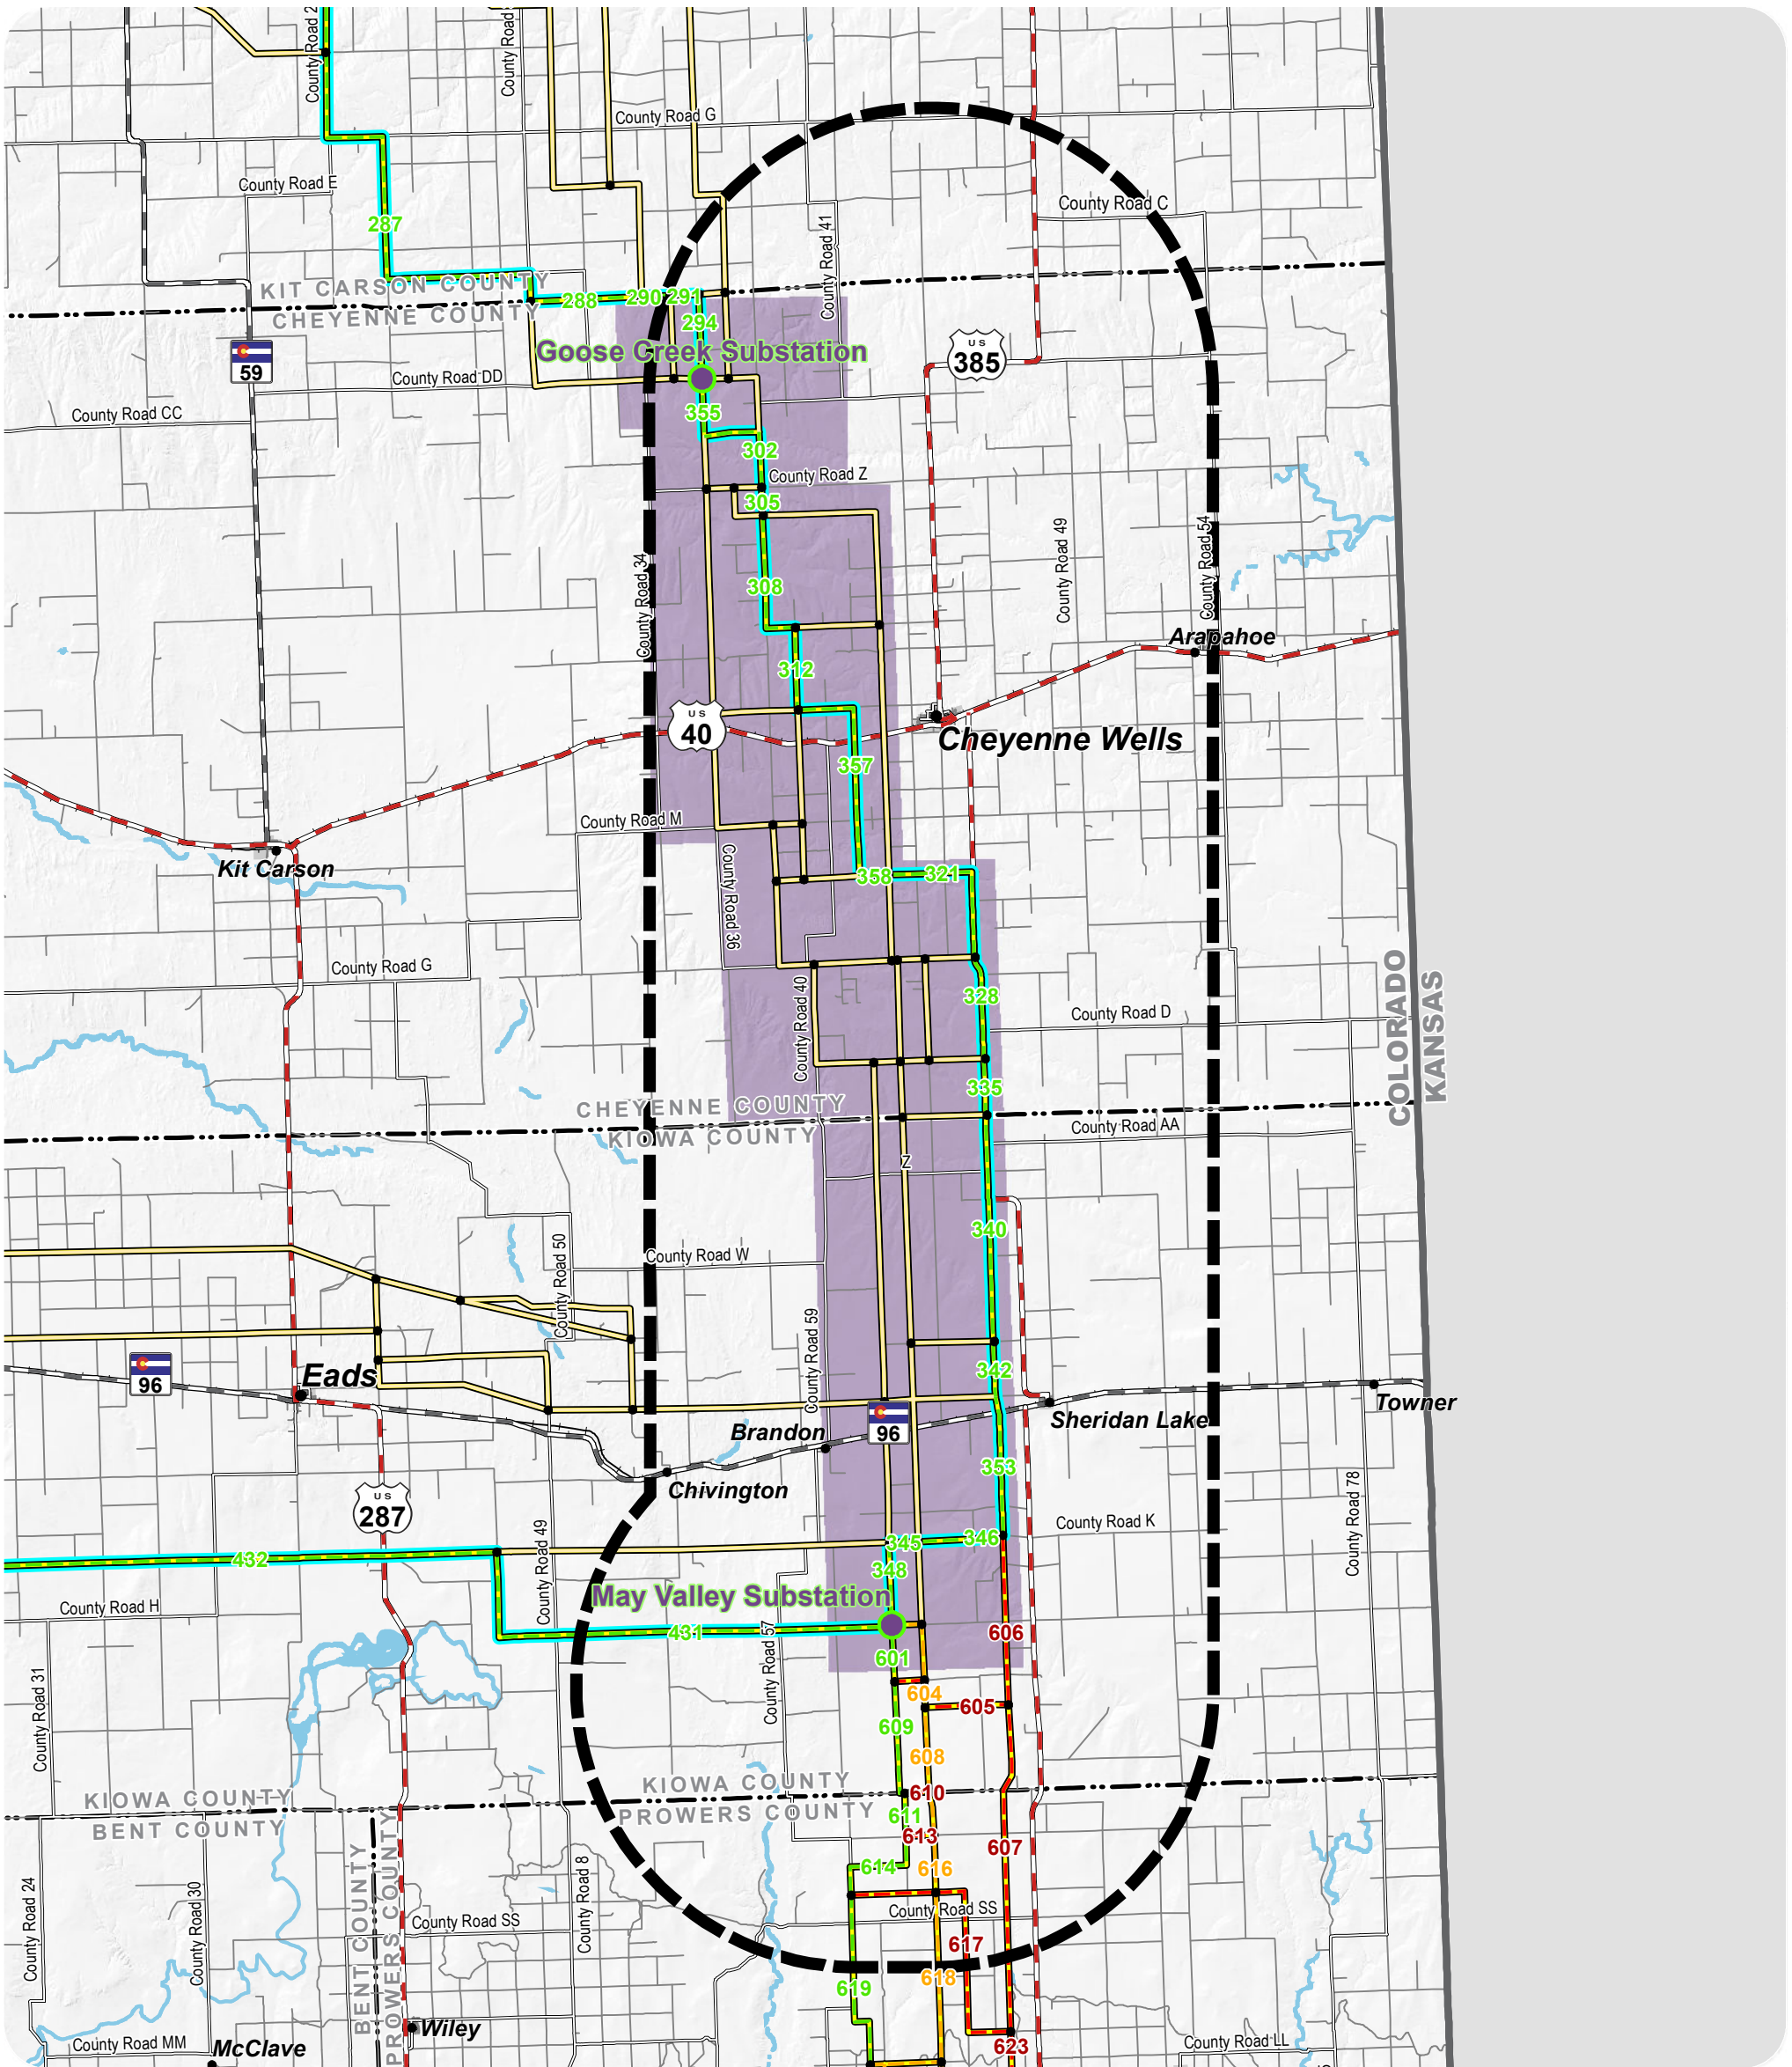 County Road 2
County Road
County Road G
County Road E
County Road C
287
County Road 41
KIT CARSON COUNTY
CHEYENNE COUNTY
288
290
291
294
59
Goose Creek Substation
US
385
County Road DD
County Road CC
355
302
County Road Z
305
County Road 34
308
County Road 49
County Road 54
Arapahoe
312
US
40
Cheyenne Wells
357
County Road M
Kit Carson
County Road 36
358
321
County Road G
County Road 40
328
County Road D
COLORADO
KANSAS
335
CHEYENNE COUNTY
KIOWA COUNTY
County Road AA
Z
340
County Road 50
County Road W
County Road 59
96
Eads
342
96
Towner
Sheridan Lake
Brandon
353
Chivington
US
287
County Road 78
County Road K
345
346
432
County Road 49
348
May Valley Substation
County Road H
431
County Road 57
601
606
County Road 31
604
605
609
608
KIOWA COUNTY
BENT COUNTY
KIOWA COUNTY
PROWERS COUNTY
610
611
613
607
614
616
County Road 24
County Road 30
BENT COUNTY
PROWERS COUNTY
County Road 8
County Road SS
County Road SS
617
618
619
Wiley
County Road MM
McClave
623
County Road LL